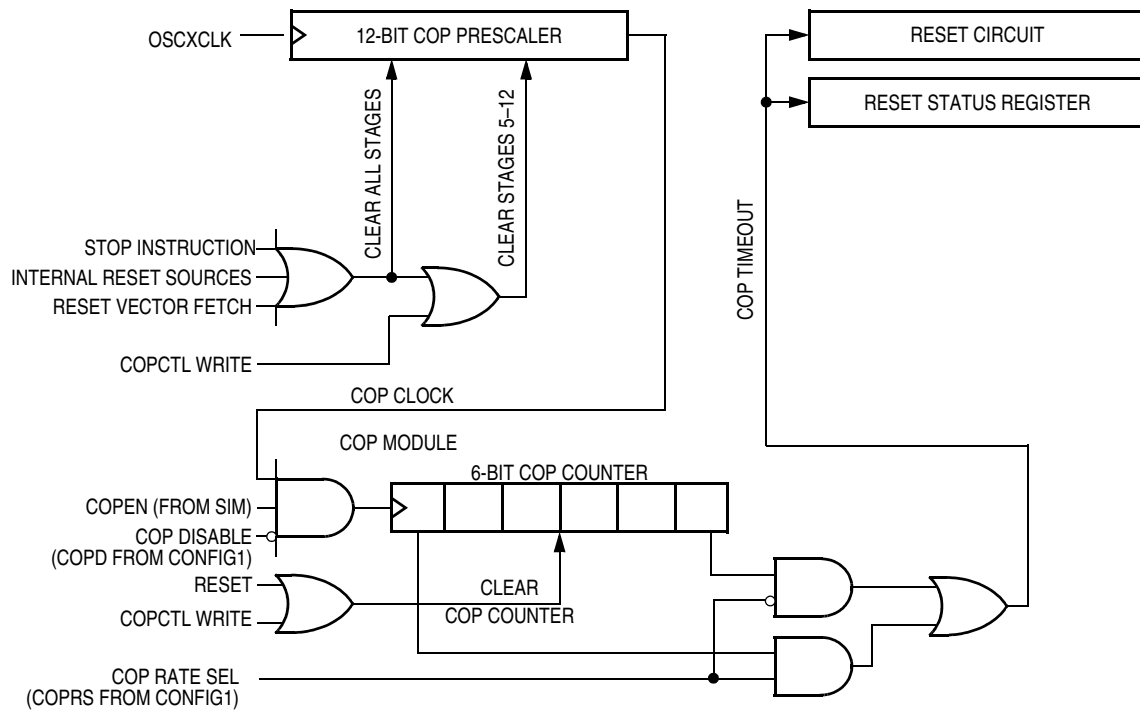 OSCXCLK
12-BIT COP PRESCALER
RESET CIRCUIT
RESET STATUS REGISTER
CLEAR ALL STAGES
CLEAR STAGES 5–12
COP TIMEOUT
STOP INSTRUCTION
INTERNAL RESET SOURCES
RESET VECTOR FETCH
COPCTL WRITE
COP CLOCK
COP MODULE
6-BIT COP COUNTER
COPEN (FROM SIM)
COP DISABLE
(COPD FROM CONFIG1)
RESET
COPCTL WRITE
CLEAR
COP COUNTER
COP RATE SEL
(COPRS FROM CONFIG1)